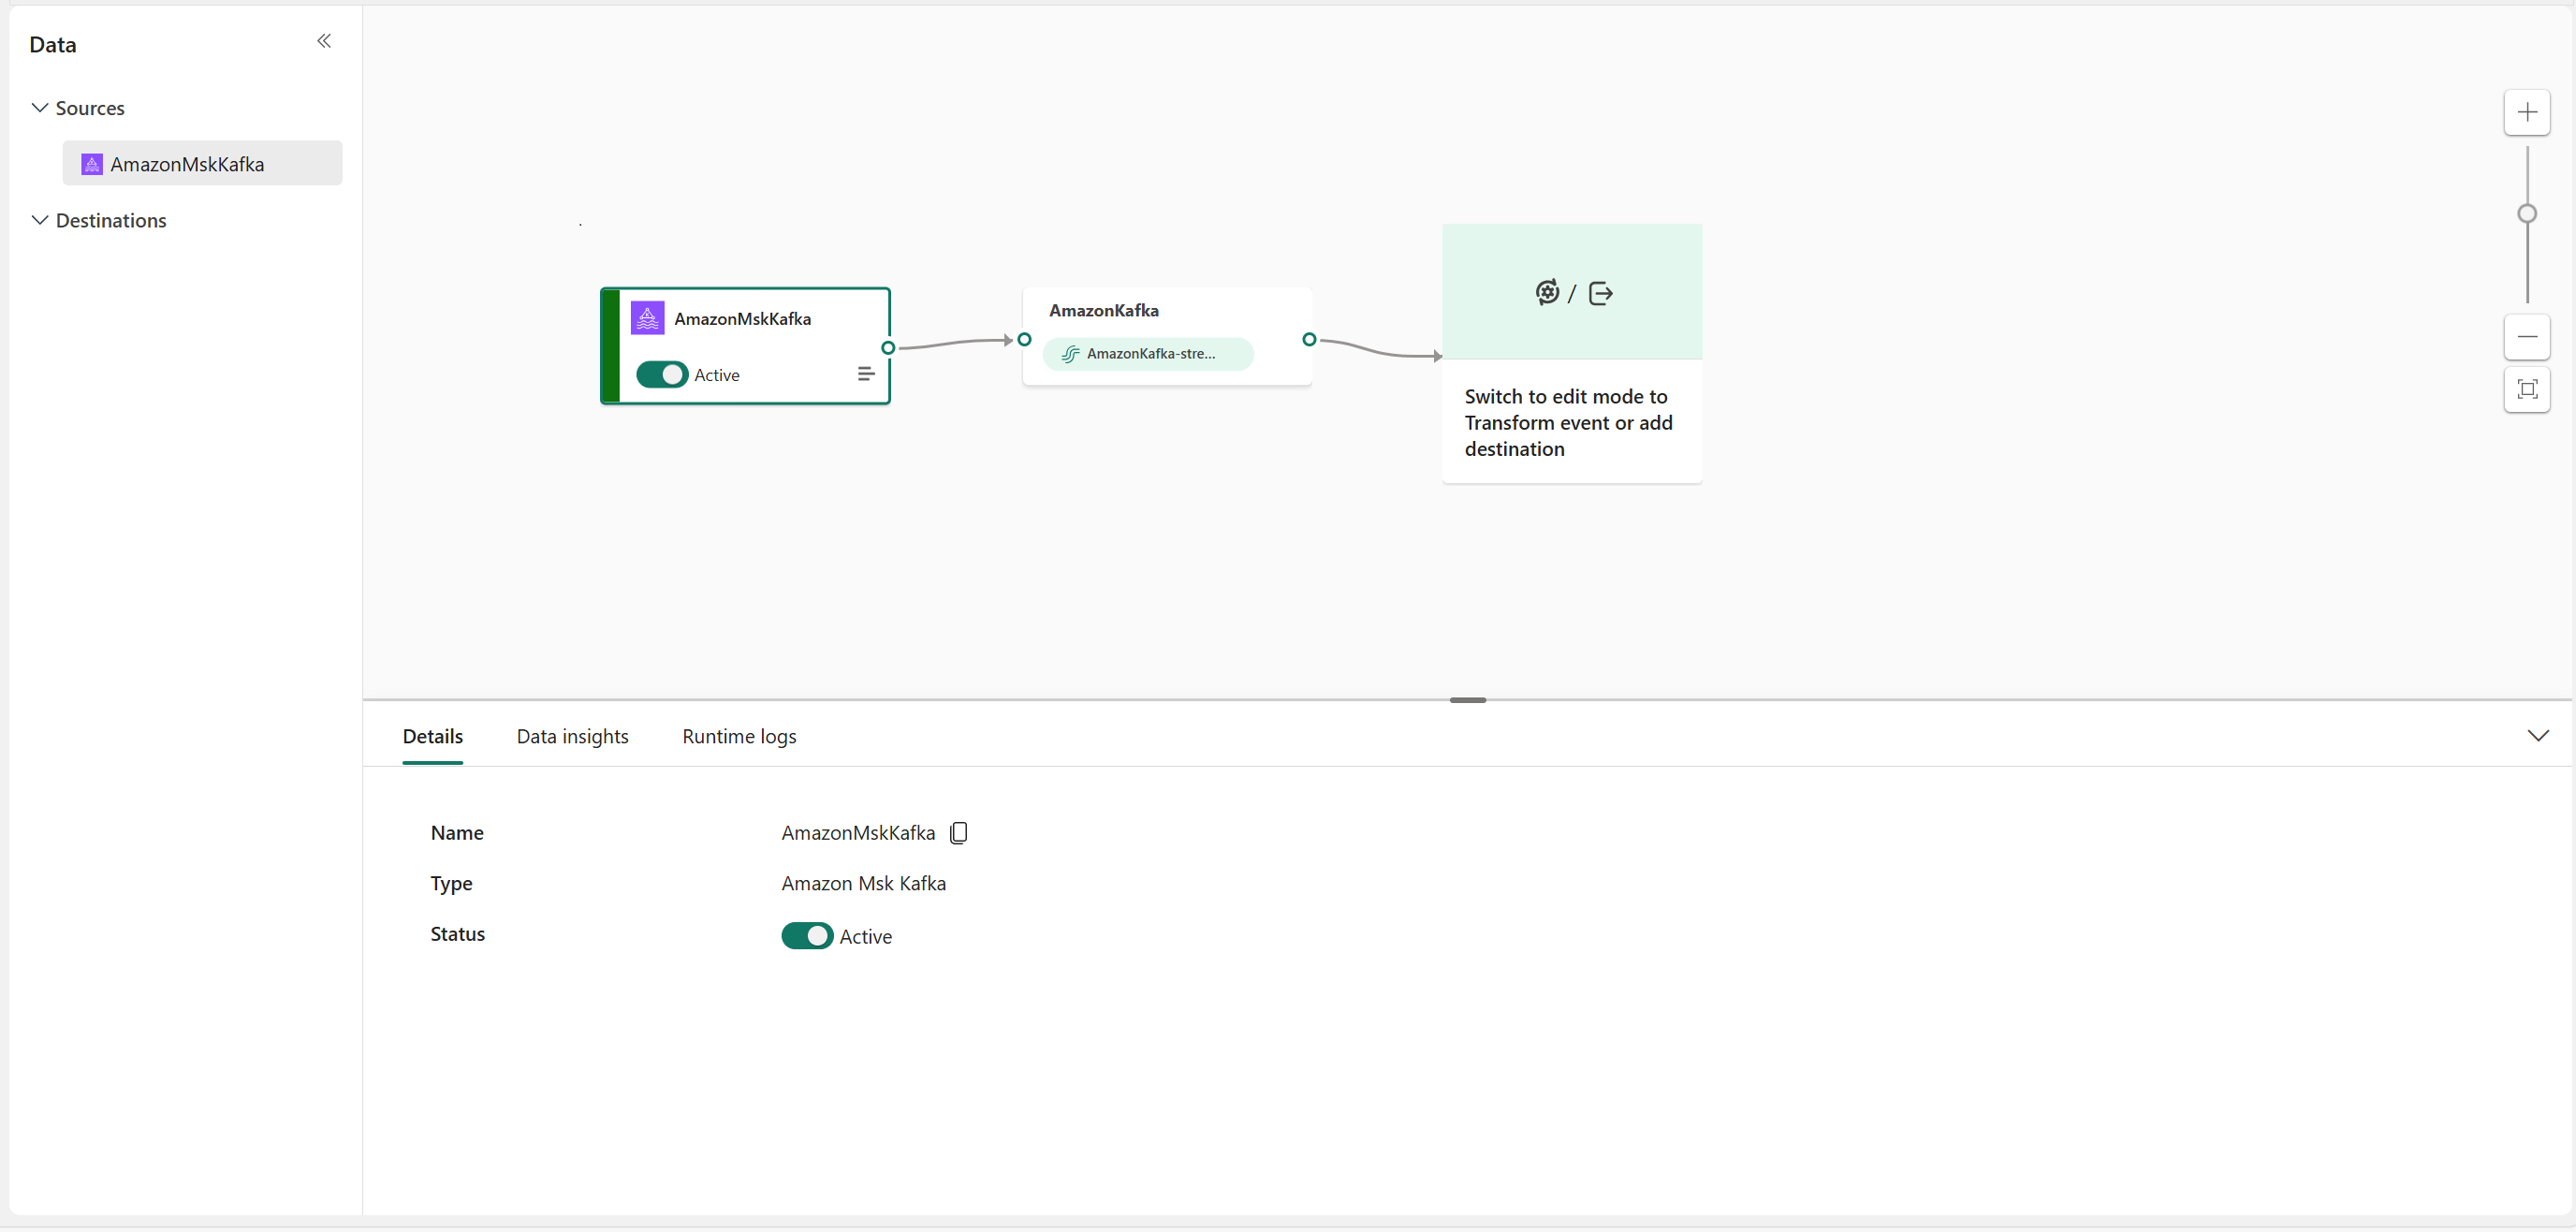 Data
Sources
AmazonMskKafka
Destinations
AmazonMskKafka
Active
AmazonKafka
AmazonKafka-stre...
/
Switch to edit mode to
Transform event or add
destination
Details
Data insights
Runtime logs
Name
AmazonMskKafka
Type
Amazon Msk Kafka
Status
Active